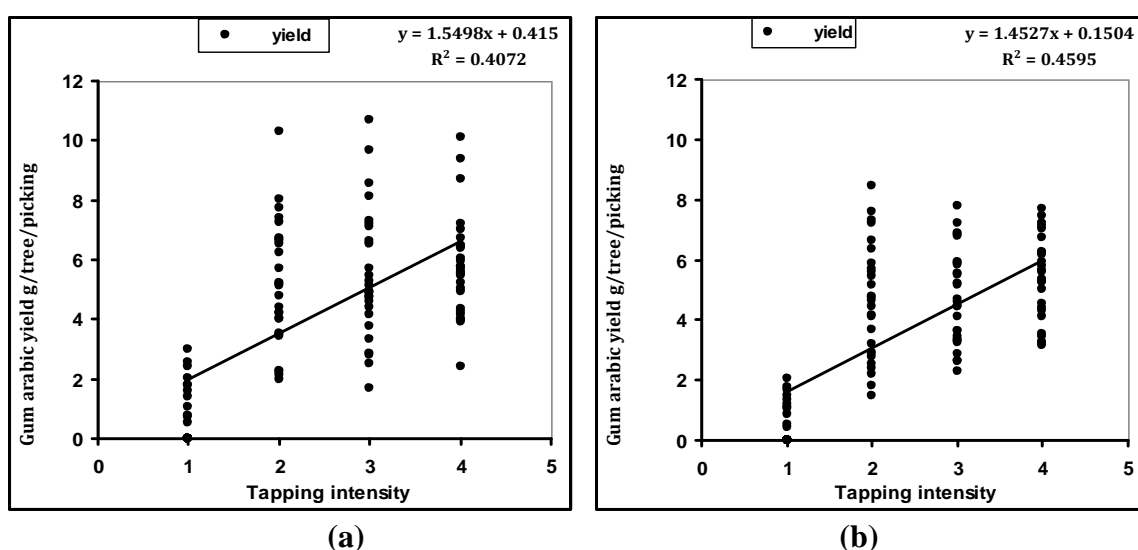 yield
y = 1.5498x + 0.415
R² = 0.4072
Gum arabic yield g/tree/picking
12
10
8
6
4
2
0
0 1 2 3 4 5
Tapping intensity
(a)
yield
y = 1.4527x + 0.1504
R² = 0.4595
Gum arabic yield g/tree/picking
12
10
8
6
4
2
0
0 1 2 3 4 5
Tapping intensity
(b)